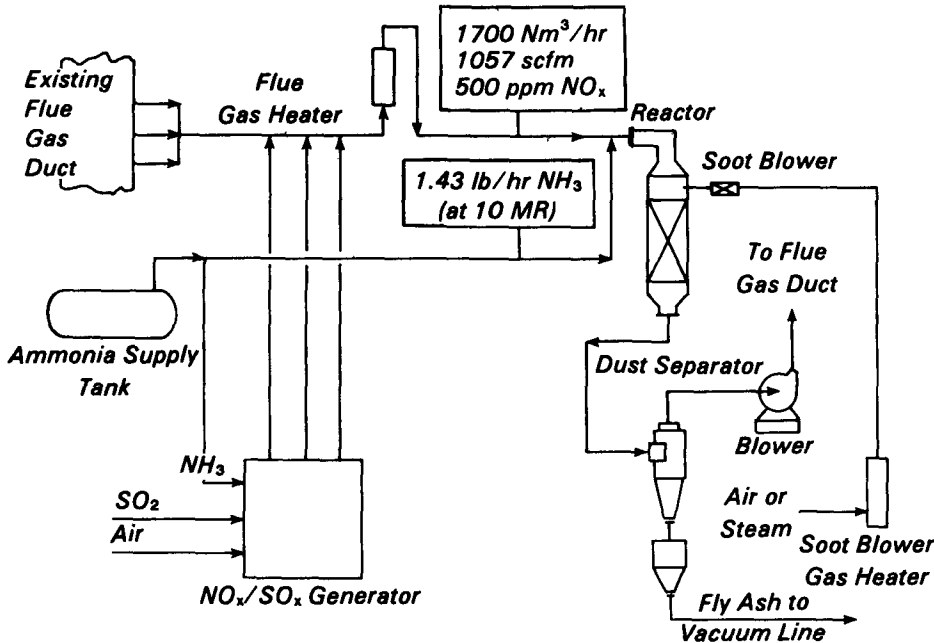 Existing
Flue
Gas
Duct
Flue
Gas Heater
1700 Nm³/hr
1057 scfm
500 ppm NOₓ
Reactor
Soot Blower
1.43 lb/hr NH₃
(at 10 MR)
To Flue
Gas Duct
Ammonia Supply
Tank
Dust Separator
Blower
NH₃
SO₂
Air
Air or
Steam
Soot Blower
Gas Heater
NOₓ/SOₓ Generator
Fly Ash to
Vacuum Line